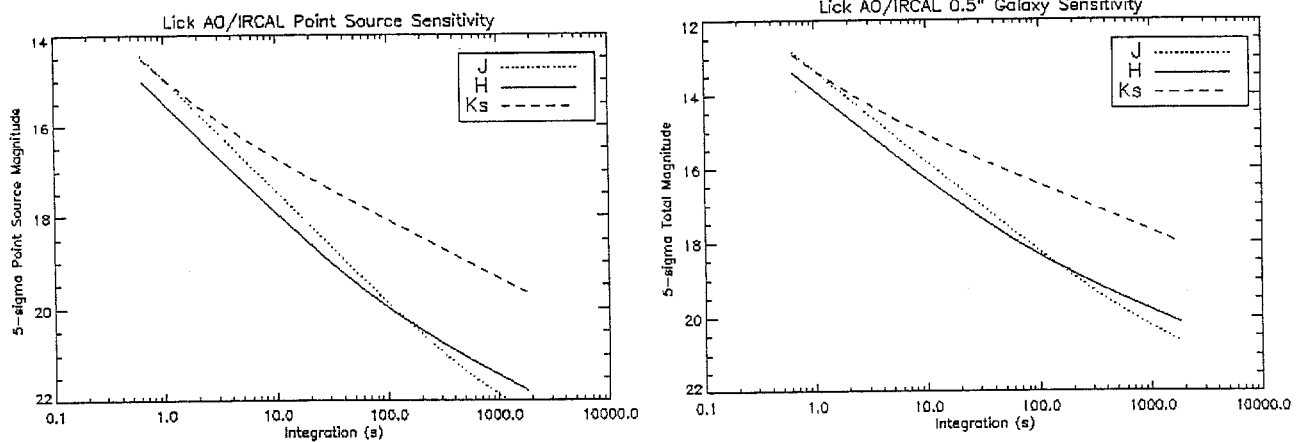 Lick AO/IRCAL Point Source Sensitivity
J
H
Ks
14
16
18
20
22
5-sigma Point Source Magnitude
0.1
1.0
10.0
100.0
1000.0
10000.0
Integration (s)
Lick AO/IRCAL 0.5" Galaxy Sensitivity
J
H
Ks
12
14
16
18
20
22
5-sigma Total Magnitude
0.1
1.0
10.0
100.0
1000.0
10000.0
Integration (s)